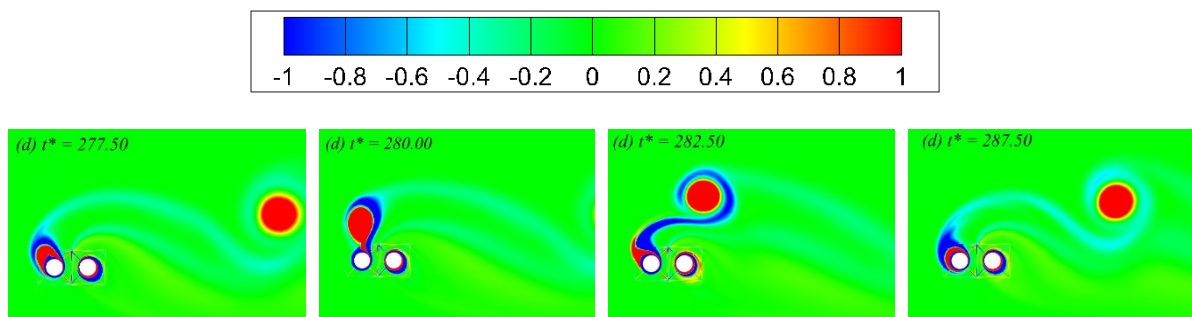 -1 -0.8 -0.6 -0.4 -0.2 0 0.2 0.4 0.6 0.8 1
(d) t* = 277.50
(d) t* = 280.00
(d) t* = 282.50
(d) t* = 287.50